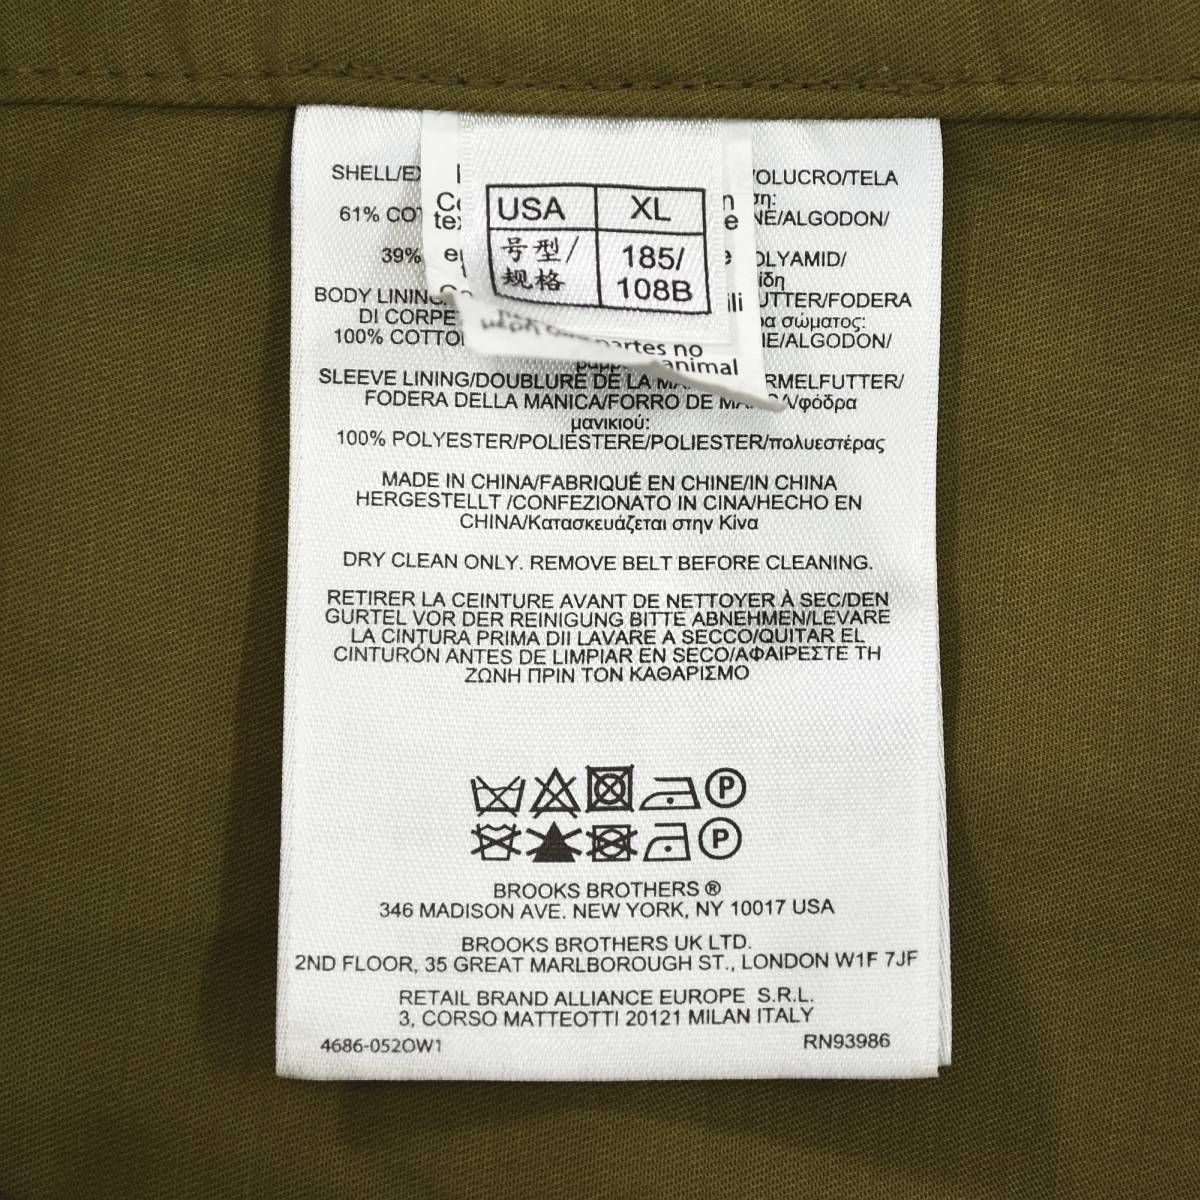 USA XL
号型/ 185/
规格 108B
partes no
animal
OLUCRO/TELA
61%
NE/ALGODON/
39%
OLYAMID/
BODY LINING
UTTER/FODERA
DI CORPE
σώματος:
100% COTTO
NE/ALGODON/
SLEEVE LINING/DOUBLURE DE LA RMELFUTTER/
FODERA DELLA MANICA/FORRO DE /φόδρα
μανικιού:
100% POLYESTER/POLIESTERE/POLIESTER/πολυεστέρας
MADE IN CHINA/FABRIQUÉ EN CHINE/IN CHINA
HERGESTELLT /CONFEZIONATO IN CINA/HECHO EN
CHINA/Κατασκευάζεται στην Κίνα
DRY CLEAN ONLY. REMOVE BELT BEFORE CLEANING.
RETIRER LA CEINTURE AVANT DE NETTOYER À SEC/DEN
GURTEL VOR DER REINIGUNG BITTE ABNEHMEN/LEVARE
LA CINTURA PRIMA DII LAVARE A SECCO/QUITAR EL
CINTURÓN ANTES DE LIMPIAR EN SECO/ΑΦΑΙΡΕΣΤΕ ΤΗ
ΖΩΝΗ ΠΡΙΝ ΤΟΝ ΚΑΘΑΡΙΣΜΟ
P
P
BROOKS BROTHERS ®
346 MADISON AVE. NEW YORK, NY 10017 USA
BROOKS BROTHERS UK LTD.
2ND FLOOR, 35 GREAT MARLBOROUGH ST., LONDON W1F 7JF
RETAIL BRAND ALLIANCE EUROPE S.R.L.
3, CORSO MATTEOTTI 20121 MILAN ITALY
4686-052OW1 RN93986